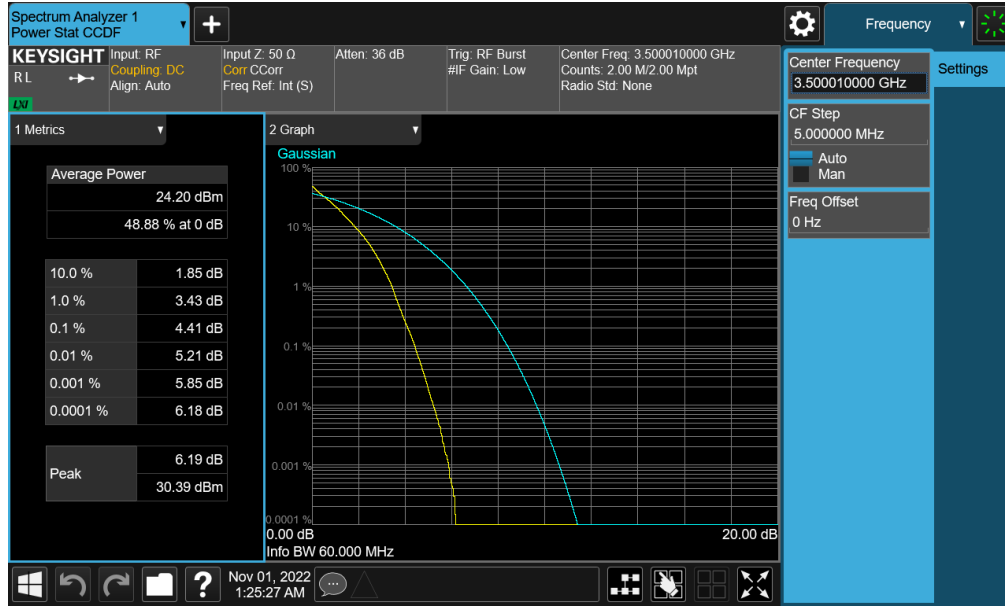 Spectrum Analyzer 1
Power Stat CCDF
Frequency
KEYSIGHT
R L
LXI
Input: RF
Coupling: DC
Align: Auto
Input Z: 50 Ω
Corr CCorr
Freq Ref: Int (S)
Atten: 36 dB
Trig: RF Burst
#IF Gain: Low
Center Freq: 3.500010000 GHz
Counts: 2.00 M/2.00 Mpt
Radio Std: None
Center Frequency
3.500010000 GHz
Settings
CF Step
5.000000 MHz
Auto
Man
Freq Offset
0 Hz
1 Metrics
Average Power
24.20 dBm
48.88 % at 0 dB
10.0 % 1.85 dB
1.0 % 3.43 dB
0.1 % 4.41 dB
0.01 % 5.21 dB
0.001 % 5.85 dB
0.0001 % 6.18 dB
Peak
6.19 dB
30.39 dBm
2 Graph
Gaussian
100 %
10 %
1 %
0.1 %
0.01 %
0.001 %
0.0001 %
0.00 dB 20.00 dB
Info BW 60.000 MHz
?
Nov 01, 2022
1:25:27 AM